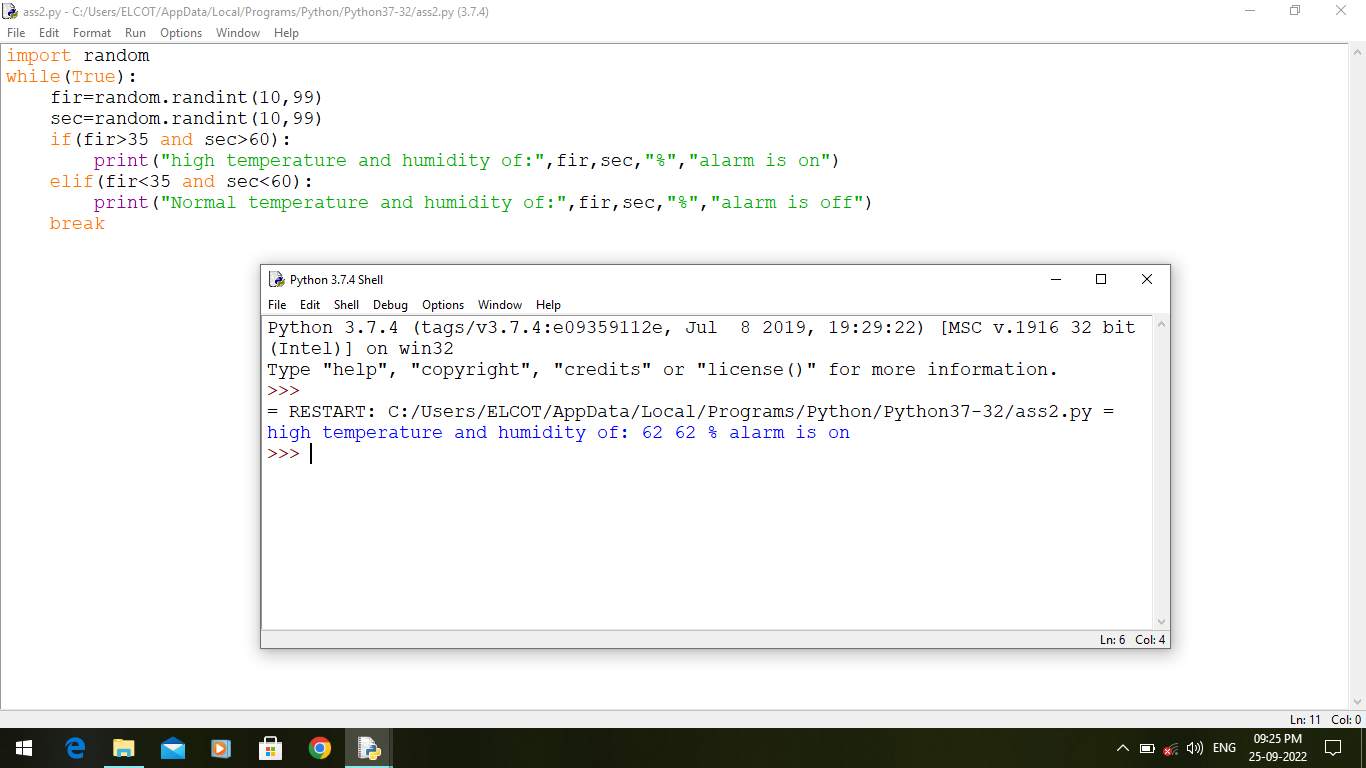 ass2.py - C:/Users/ELCOT/AppData/Local/Programs/Python/Python37-32/ass2.py (3.7.4)
File Edit Format Run Options Window Help
import random
while(True):
    fir=random.randint(10,99)
    sec=random.randint(10,99)
    if(fir>35 and sec>60):
        print("high temperature and humidity of:",fir,sec,"%","alarm is on")
    elif(fir<35 and sec<60):
        print("Normal temperature and humidity of:",fir,sec,"%","alarm is off")
    break
Python 3.7.4 Shell
File Edit Shell Debug Options Window Help
Python 3.7.4 (tags/v3.7.4:e09359112e, Jul  8 2019, 19:29:22) [MSC v.1916 32 bit
(Intel)] on win32
Type "help", "copyright", "credits" or "license()" for more information.
>>>
= RESTART: C:/Users/ELCOT/AppData/Local/Programs/Python/Python37-32/ass2.py =
high temperature and humidity of: 62 62 % alarm is on
>>>
Ln: 6 Col: 4
Ln: 11 Col: 0
ENG
09:25 PM
25-09-2022